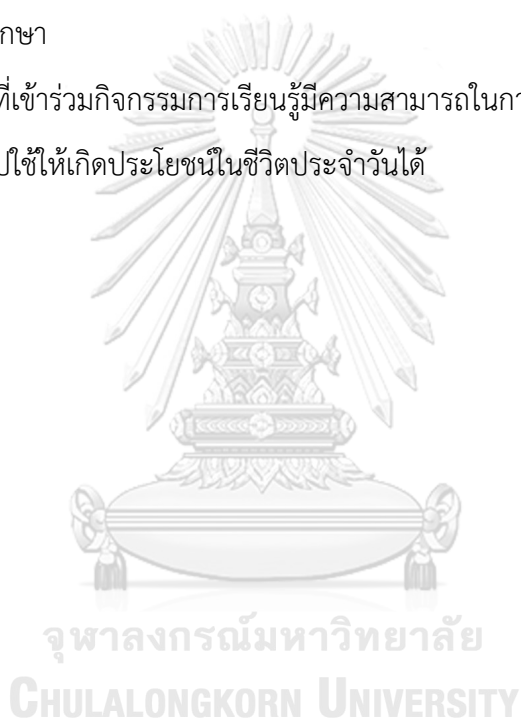 กษา
ที่เข้าร่วมกิจกรรมการเรียนรู้มีความสามารถในกา
ปใช้ให้เกิดประโยชน์ในชีวิตประจำวันได้
จุฬาลงกรณ์มหาวิทยาลัย
CHULALONGKORN UNIVERSITY